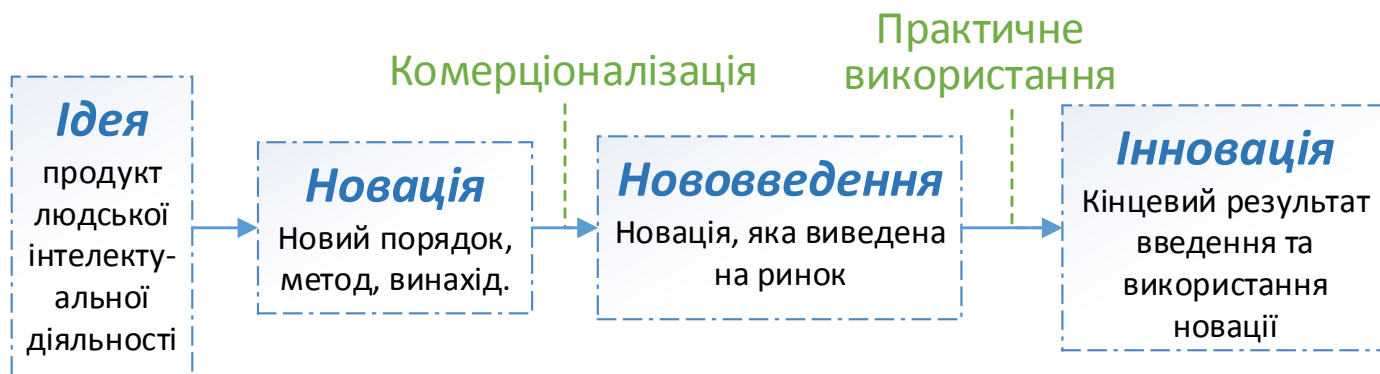 Ідея
продукт
людської
інтелекту-
альної
діяльності
Новація
Новий порядок,
метод, винахід.
Комерціоналізація
Нововведення
Новація, яка виведена
на ринок
Практичне
використання
Інновація
Кінцевий результат
введення та
використання
новації